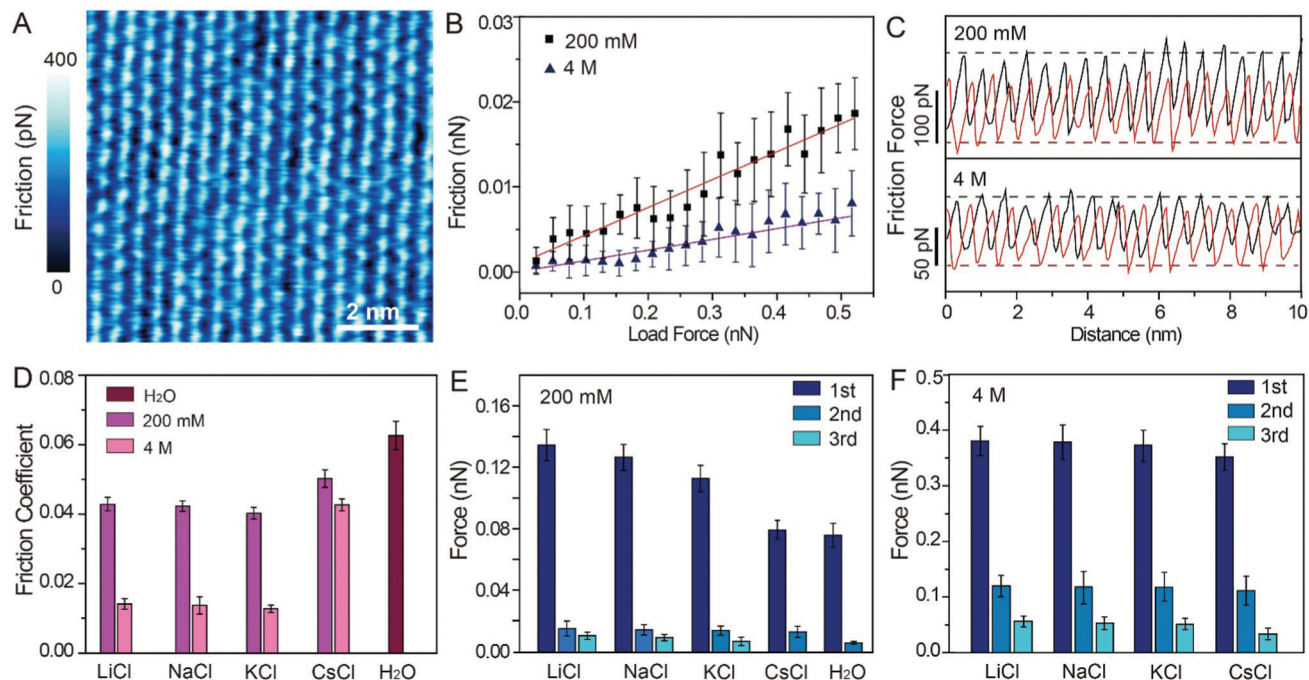 A
400
Friction (pN)
0
2 nm
B
0.03
0.02
0.01
0.00
Friction (nN)
200 mM
4 M
0.0 0.1 0.2 0.3 0.4 0.5
Load Force (nN)
C
200 mM
100 pN
4 M
50 pN
Friction Force
0 2 4 6 8 10
Distance (nm)
D
0.08
0.06
0.04
0.02
0.00
Friction Coefficient
H₂O
200 mM
4 M
LiCl NaCl KCl CsCl H₂O
E
200 mM
0.16
0.12
0.08
0.04
0.00
Force (nN)
1st
2nd
3rd
LiCl NaCl KCl CsCl H₂O
F
4 M
0.5
0.4
0.3
0.2
0.1
0.0
Force (nN)
1st
2nd
3rd
LiCl NaCl KCl CsCl